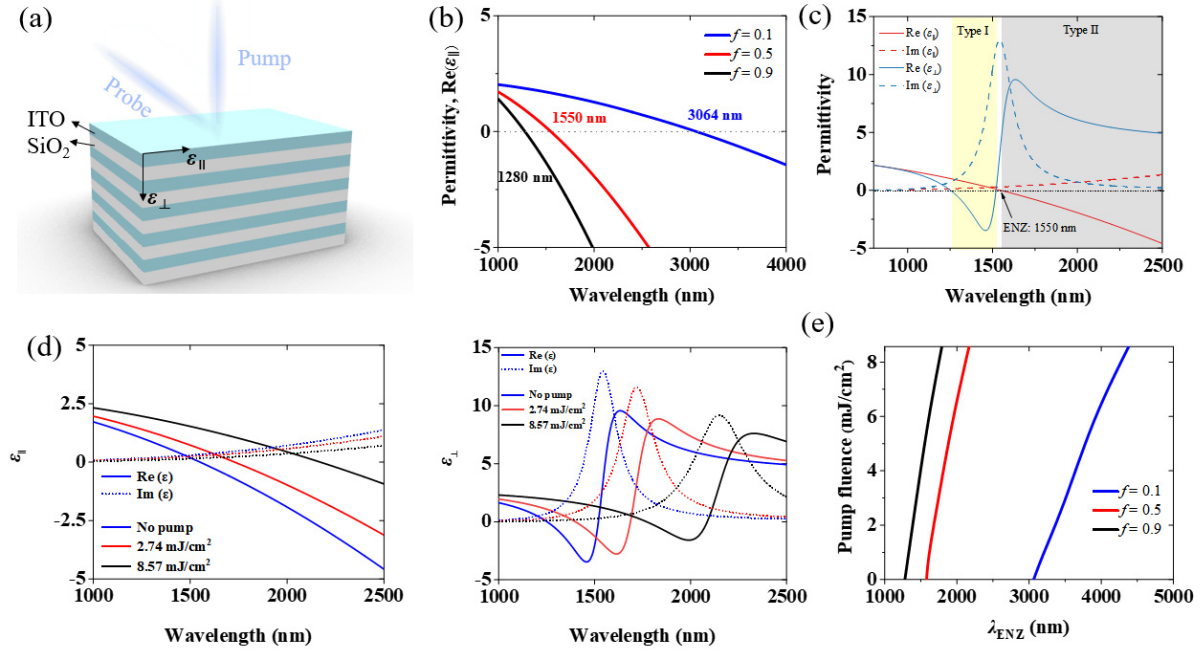 (a)
Pump
Probe
ITO
SiO₂
ε∥
ε⊥
(b)
Permittivity, Re(ε∥)
5
0
-5
f = 0.1
f = 0.5
f = 0.9
1550 nm
3064 nm
1280 nm
1000 1500 2000 2500 3000 3500 4000
Wavelength (nm)
(c)
Permittivity
15
10
5
0
-5
Type I
Type II
Re (ε∥)
Im (ε∥)
Re (ε⊥)
Im (ε⊥)
ENZ: 1550 nm
1000 1500 2000 2500
Wavelength (nm)
(d)
ε∥
5
2.5
0
-2.5
-5
Re (ε)
Im (ε)
No pump
2.74 mJ/cm²
8.57 mJ/cm²
1000 1500 2000 2500
Wavelength (nm)
ε⊥
15
10
5
0
-5
Re (ε)
Im (ε)
No pump
2.74 mJ/cm²
8.57 mJ/cm²
1000 1500 2000 2500
Wavelength (nm)
(e)
Pump fluence (mJ/cm²)
8
6
4
2
0
f = 0.1
f = 0.5
f = 0.9
1000 2000 3000 4000 5000
λENZ (nm)